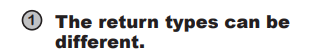 ① The return types can be
different.